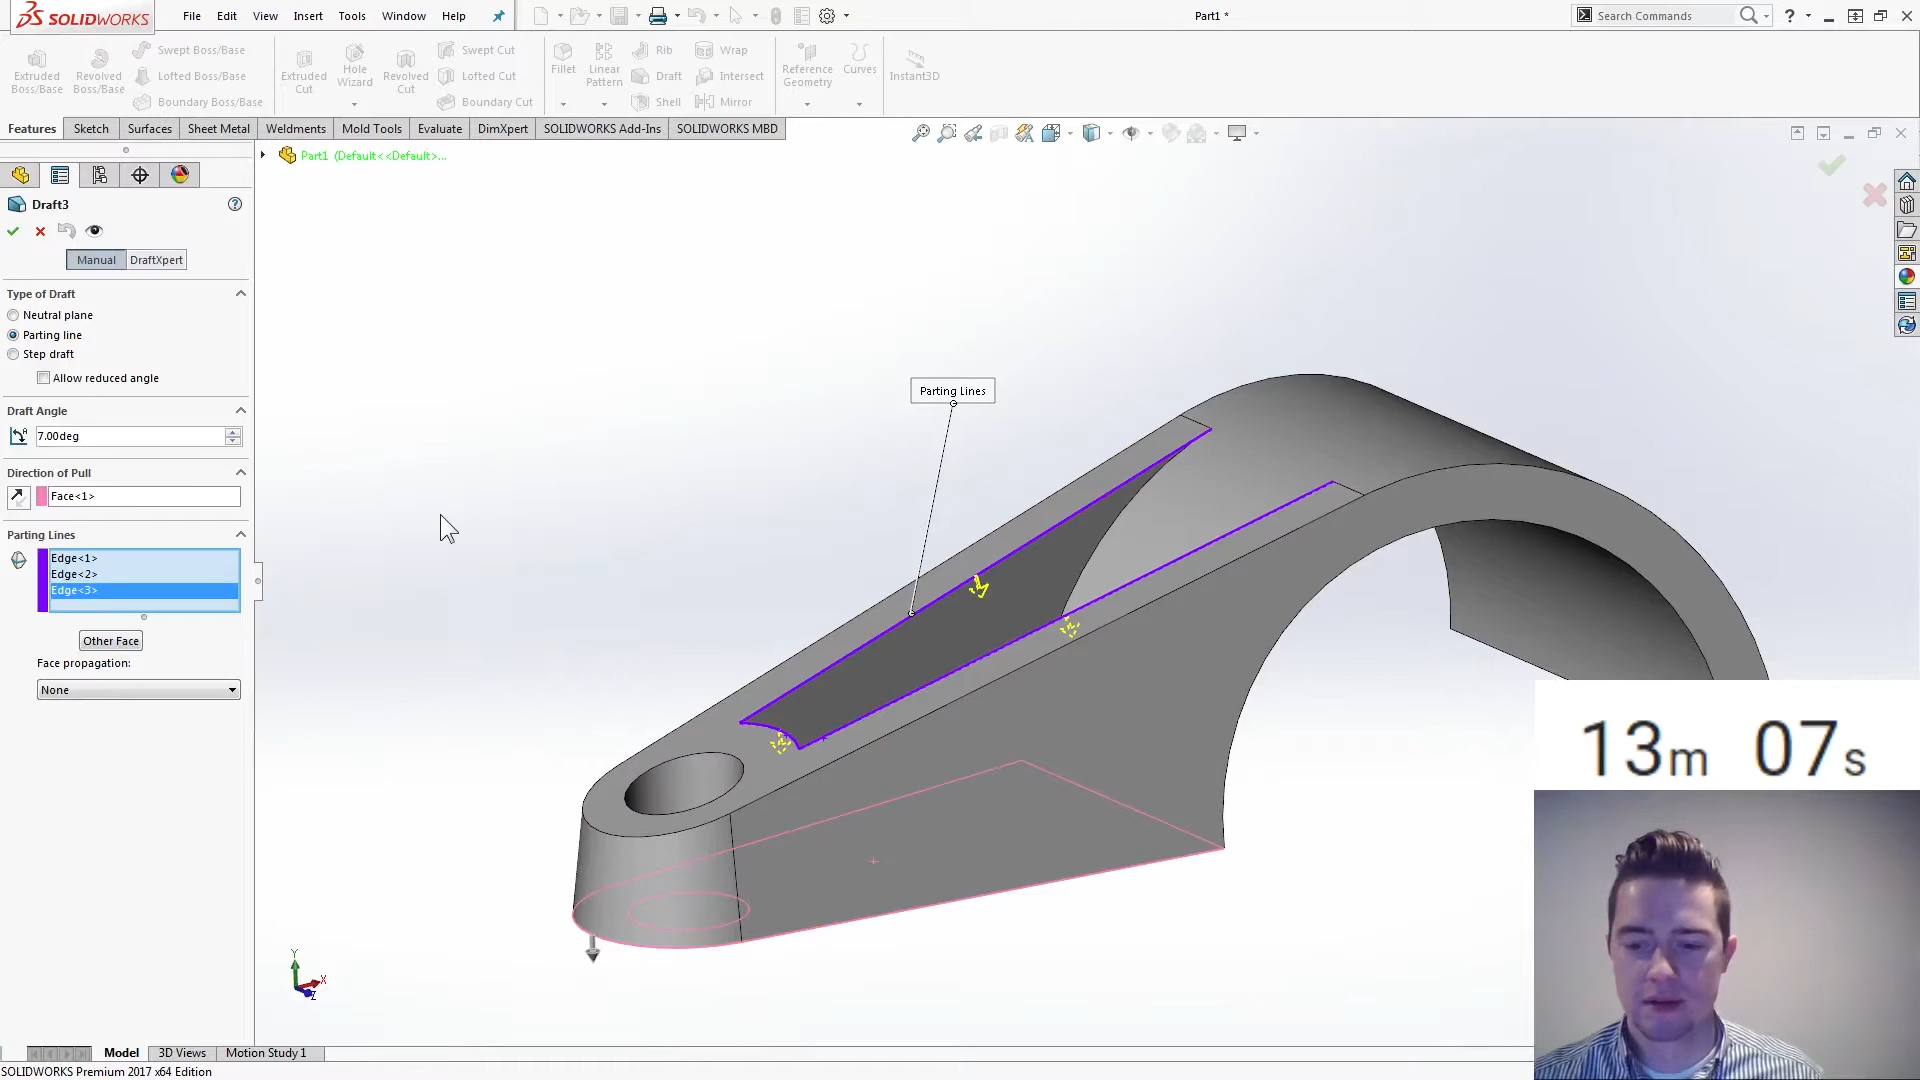 SOLIDWORKS
File Edit View Insert Tools Window Help
Part1 *
Search Commands
Extruded Boss/Base
Revolved Boss/Base
Swept Boss/Base
Lofted Boss/Base
Boundary Boss/Base
Extruded Cut
Hole Wizard
Revolved Cut
Swept Cut
Lofted Cut
Boundary Cut
Fillet
Linear Pattern
Rib
Draft
Shell
Wrap
Intersect
Mirror
Reference Geometry
Curves
Instant3D
Features Sketch Surfaces Sheet Metal Weldments Mold Tools Evaluate DimXpert SOLIDWORKS Add-Ins SOLIDWORKS MBD
Part1 (Default<<Default>...
Draft3
Manual DraftXpert
Type of Draft
Neutral plane
Parting line
Step draft
Allow reduced angle
Draft Angle
7.00deg
Direction of Pull
Face<1>
Parting Lines
Edge<1>
Edge<2>
Edge<3>
Other Face
Face propagation:
None
Parting Lines
13m 07s
Y
X
Z
Model 3D Views Motion Study 1
SOLIDWORKS Premium 2017 x64 Edition